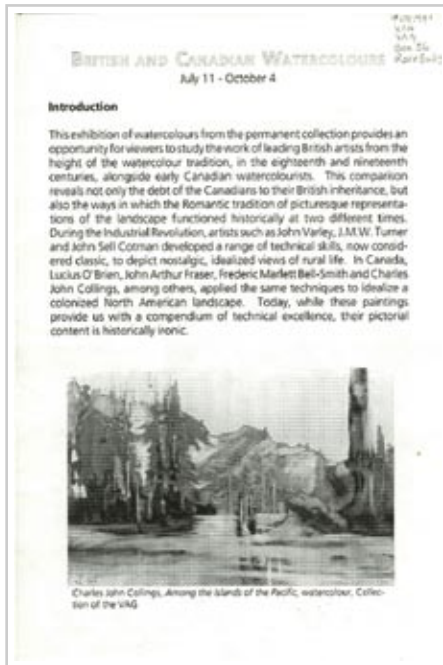 BRITISH AND CANADIAN WATERCOLOURS
July 11 - October 4
Introduction
This exhibition of watercolours from the permanent collection provides an
opportunity for viewers to study the work of leading British artists from the
height of the watercolour tradition, in the eighteenth and nineteenth
centuries, alongside early Canadian watercolourists. This comparison
reveals not only the debt of the Canadians to their British inheritance, but
also the ways in which the Romantic tradition of picturesque representa-
tions of the landscape functioned historically at two different times.
During the Industrial Revolution, artists such as John Varley, J.M.W. Turner
and John Sell Cotman developed a range of technical skills, now consid-
ered classic, to depict nostalgic, idealized views of rural life. In Canada,
Lucius O'Brien, John Arthur Fraser, Frederic Marlett Bell-Smith and Charles
John Collings, among others, applied the same techniques to idealize a
colonized North American landscape. Today, while these paintings
provide us with a compendium of technical excellence, their pictorial
content is historically ironic.
Charles John Collings, Among the Islands of the Pacific, watercolour, Collec-
tion of the VAG